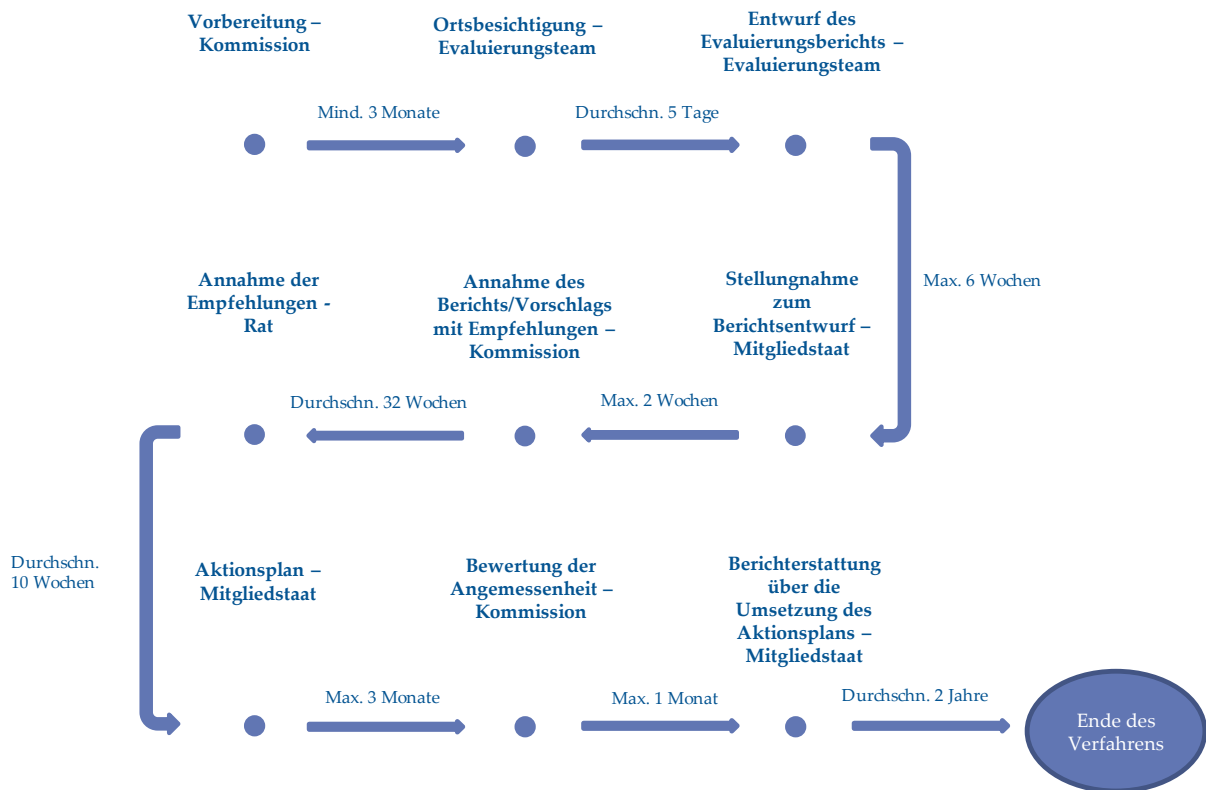 Vorbereitung –
Kommission
Ortsbesichtigung –
Evaluierungsteam
Entwurf des
Evaluierungsberichts –
Evaluierungsteam
Mind. 3 Monate
Durchschn. 5 Tage
Max. 6 Wochen
Stellungnahme
zum
Berichtsentwurf –
Mitgliedstaat
Annahme des
Berichts/Vorschlags
mit Empfehlungen –
Kommission
Annahme der
Empfehlungen -
Rat
Max. 2 Wochen
Durchschn. 32 Wochen
Durchschn.
10 Wochen
Aktionsplan –
Mitgliedstaat
Bewertung der
Angemessenheit –
Kommission
Berichterstattung
über die
Umsetzung des
Aktionsplans –
Mitgliedstaat
Max. 3 Monate
Max. 1 Monat
Durchschn. 2 Jahre
Ende des
Verfahrens